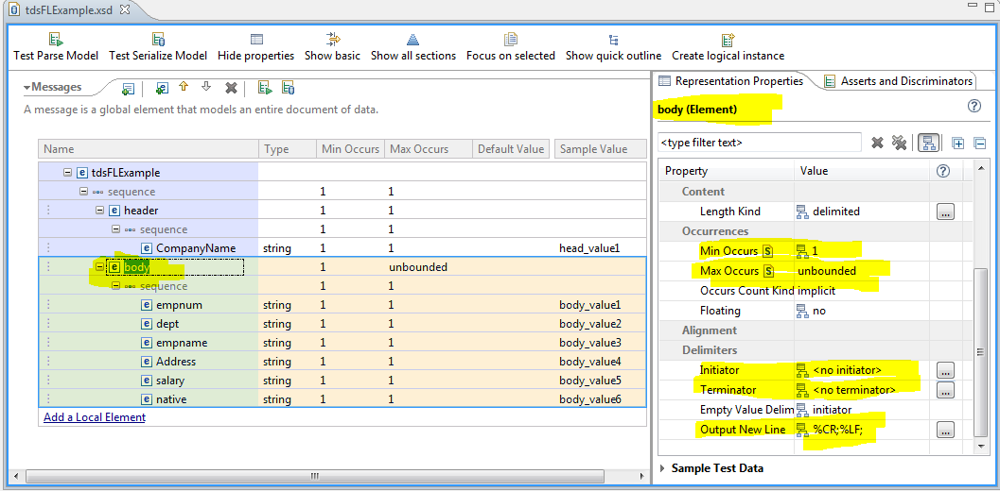 tdsFLExample.xsd
Test Parse Model Test Serialize Model Hide properties Show basic Show all sections Focus on selected Show quick outline Create logical instance
Messages
A message is a global element that models an entire document of data.
Name Type Min Occurs Max Occurs Default Value Sample Value
e tdsFLExample
sequence 1 1
e header 1 1
sequence 1 1
e CompanyName string 1 1 head_value1
e body 1 unbounded
sequence 1 1
e empnum string 1 1 body_value1
e dept string 1 1 body_value2
e empname string 1 1 body_value3
e Address string 1 1 body_value4
e salary string 1 1 body_value5
e native string 1 1 body_value6
Add a Local Element
Representation Properties Asserts and Discriminators
body (Element)
<type filter text>
Property Value
Content
Length Kind delimited ...
Occurrences
Min Occurs S 1
Max Occurs S unbounded
Occurs Count Kind implicit
Floating no
Alignment
Delimiters
Initiator <no initiator> ...
Terminator <no terminator> ...
Empty Value Delim initiator
Output New Line %CR;%LF; ...
Sample Test Data